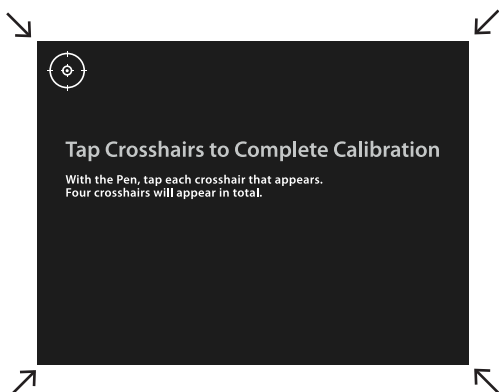 Tap Crosshairs to Complete Calibration
With the Pen, tap each crosshair that appears.
Four crosshairs will appear in total.